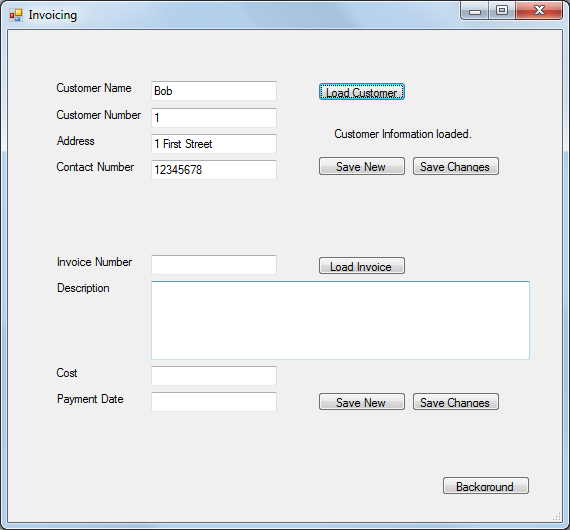 Invoicing
Customer Name Bob Load Customer
Customer Number 1
Address 1 First Street Customer Information loaded.
Contact Number 12345678 Save New Save Changes
Invoice Number Load Invoice
Description
Cost
Payment Date Save New Save Changes
Background